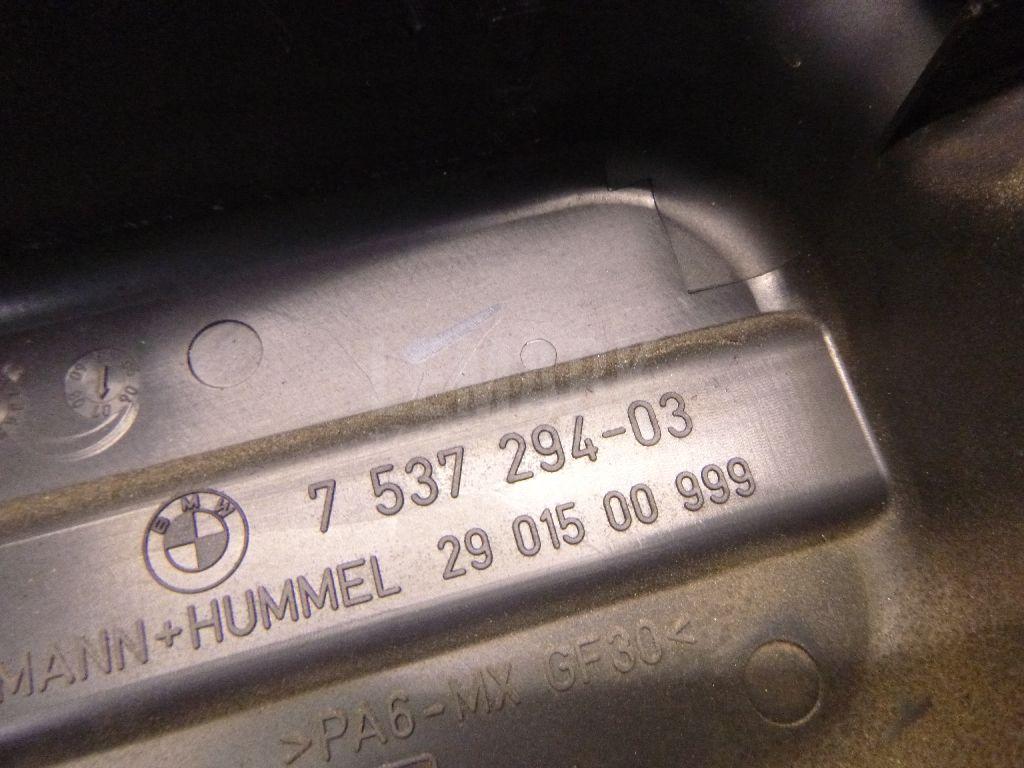 BMW
7 537 294-03
MANN+HUMMEL 29 015 00 999
>PA6-MX GF30<